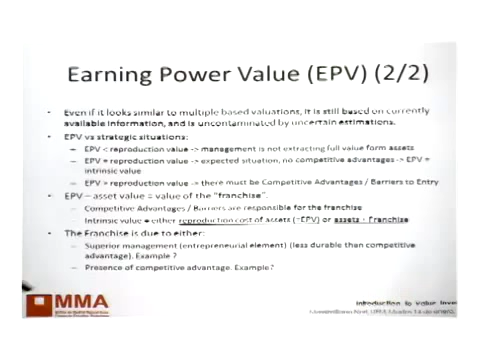 Earning Power Value (EPV) (2/2)
• Even if it looks similar to multiple based valuations, it is still based on currently
available information, and is uncontaminated by uncertain estimations.
• EPV vs strategic situations:
– EPV < reproduction value -> management is not extracting full value form assets
– EPV = reproduction value -> expected situation, no competitive advantages -> EPV =
intrinsic value
– EPV > reproduction value -> there must be Competitive Advantages / Barriers to Entry
• EPV – asset value = value of the "franchise".
– Competitive Advantages / Barriers are responsible for the franchise
– Intrinsic value = either reproduction cost of assets (=EPV) or assets + Franchise
• The Franchise is due to either:
– Superior management (entrepreneurial element) (less durable than competitive
advantage). Example ?
– Presence of competitive advantage. Example?
MMA
Introduction to Value Inves
14 de enero